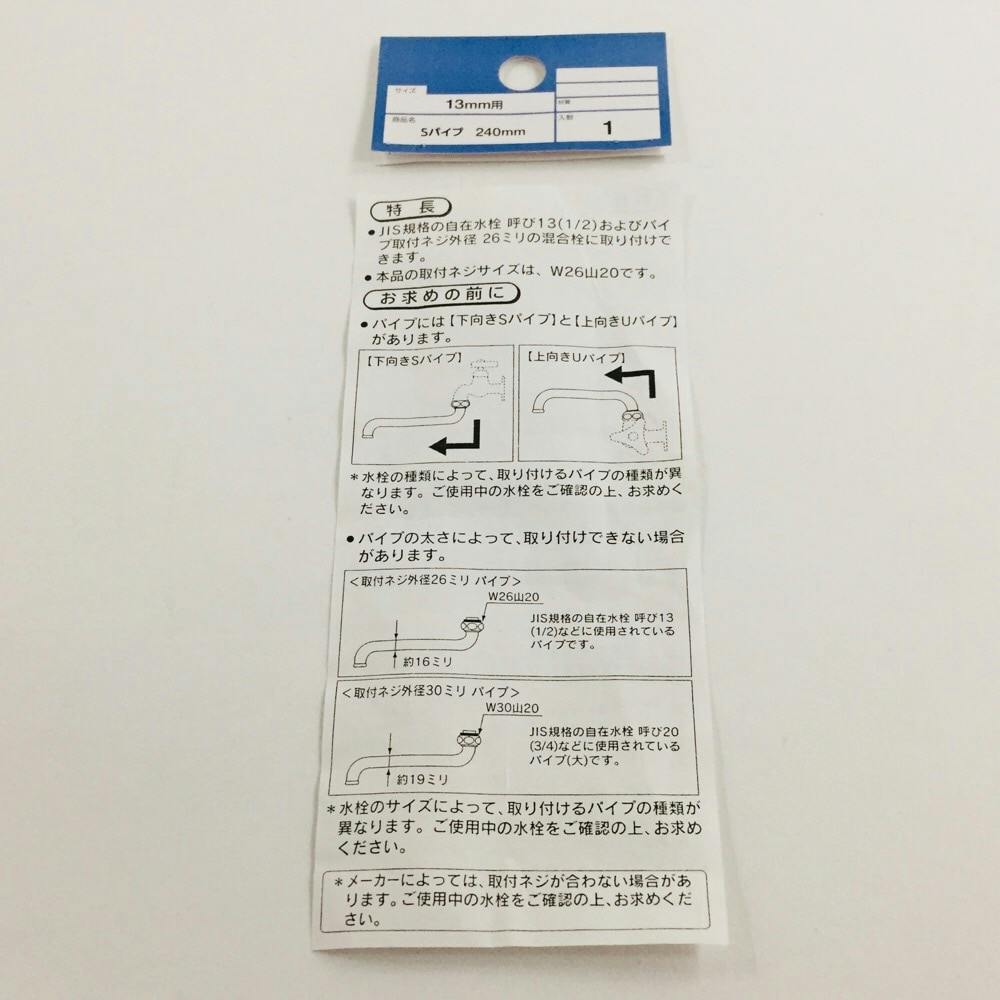 サイズ
13mm用
商品名
Sパイプ 240mm
材質
入数
1
特長
●JIS規格の自在水栓 呼び13(1/2)およびパイ
プ取付ネジ外径 26ミリの混合栓に取り付けで
きます。
●本品の取付ネジサイズは、W26山20です。
お求めの前に
●パイプには【下向きSパイプ】と【上向きUパイプ】
があります。
【下向きSパイプ】
【上向きUパイプ】
＊水栓の種類によって、取り付けるパイプの種類が異
なります。ご使用中の水栓をご確認の上、お求めく
ださい。
●パイプの太さによって、取り付けできない場合
があります。
＜取付ネジ外径26ミリ パイプ＞
W26山20
約16ミリ
JIS規格の自在水栓 呼び13
(1/2)などに使用されている
パイプです。
＜取付ネジ外径30ミリ パイプ＞
W30山20
約19ミリ
JIS規格の自在水栓 呼び20
(3/4)などに使用されている
パイプ(大)です。
＊水栓のサイズによって、取り付けるパイプの種類が
異なります。ご使用中の水栓をご確認の上、お求め
ください。
＊メーカーによっては、取付ネジが合わない場合があ
ります。ご使用中の水栓をご確認の上、お求めくだ
さい。